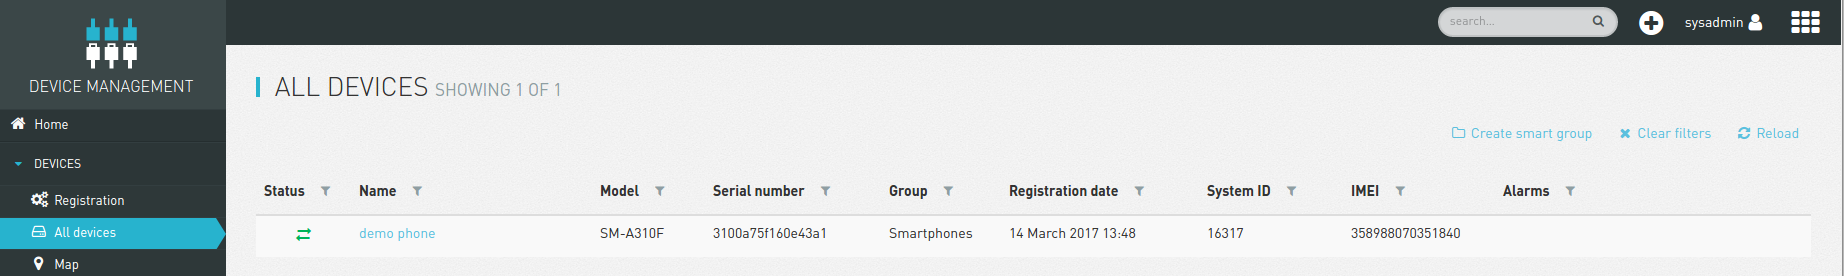 search...
sysadmin
DEVICE MANAGEMENT
Home
DEVICES
Registration
All devices
Map
ALL DEVICES SHOWING 1 OF 1
Create smart group Clear filters Reload
Status Name Model Serial number Group Registration date System ID IMEI Alarms
demo phone SM-A310F 3100a75f160e43a1 Smartphones 14 March 2017 13:48 16317 358988070351840